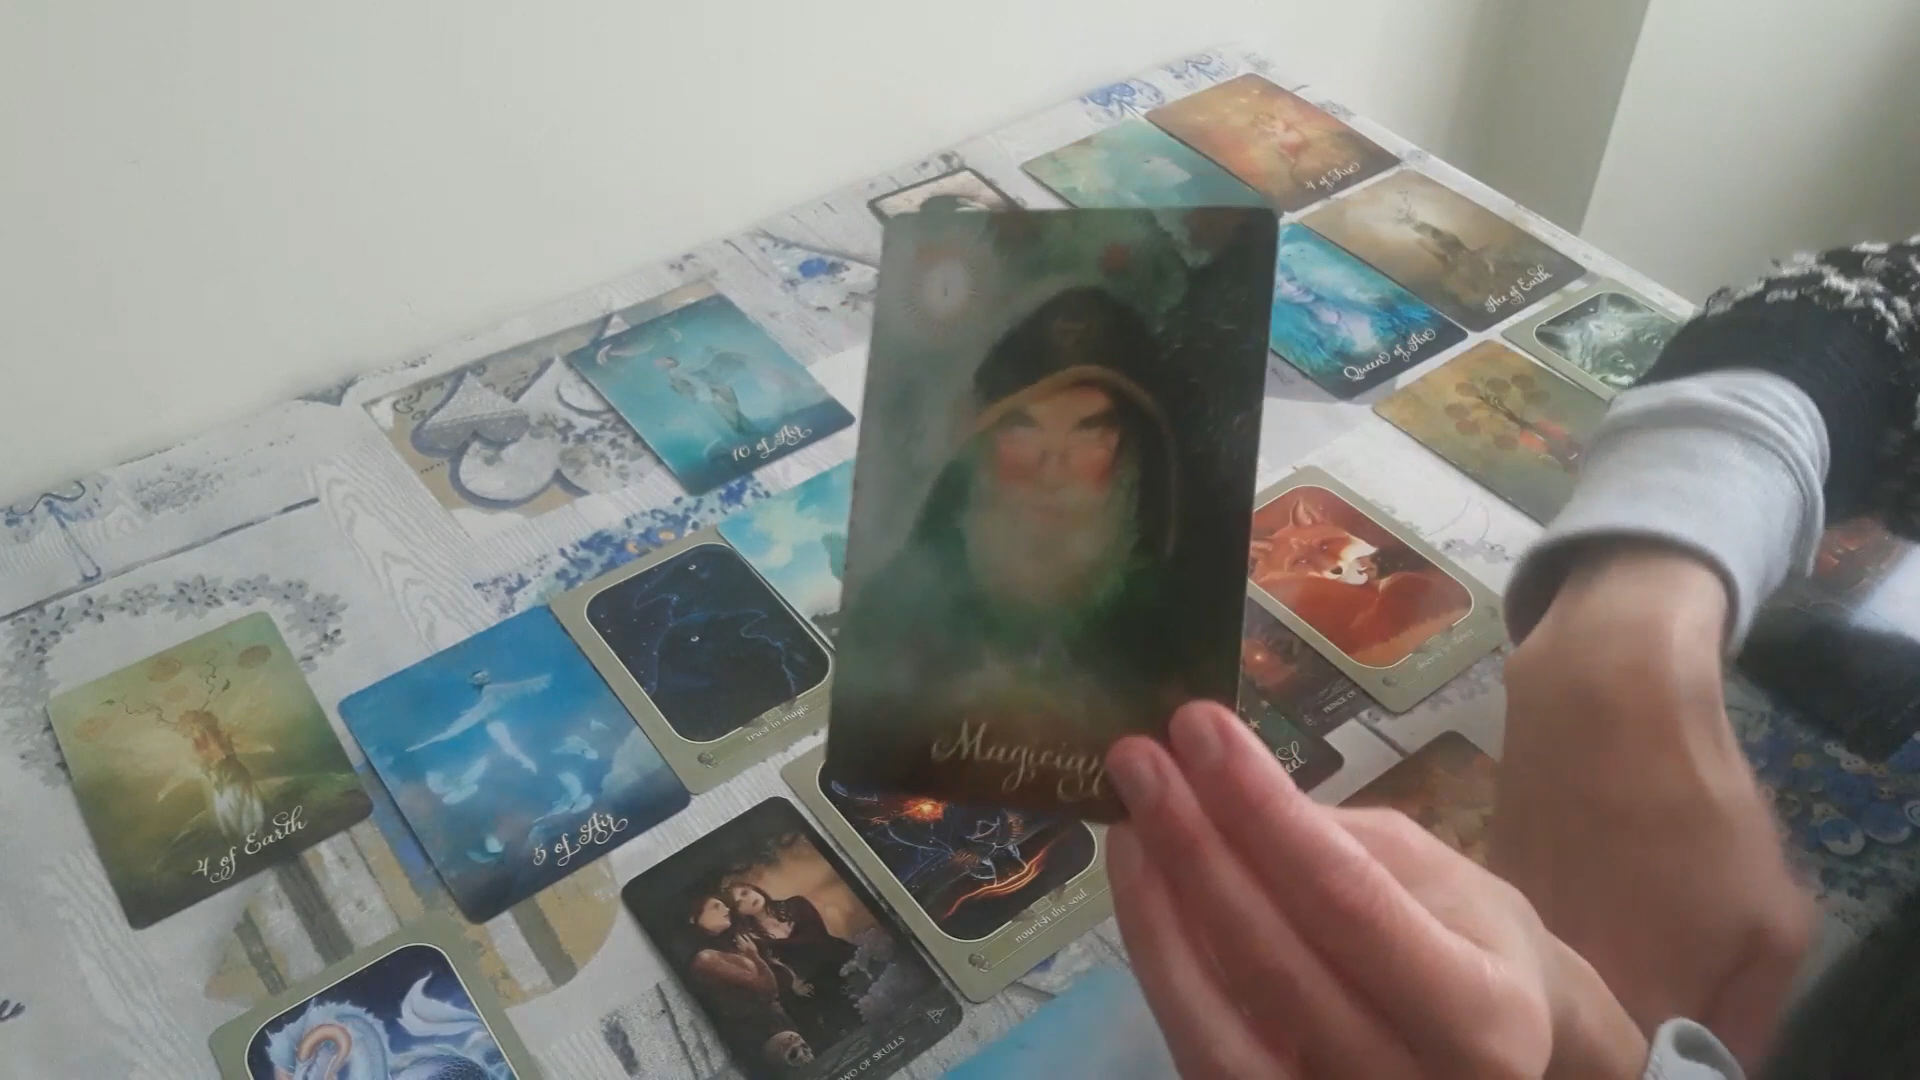 4 of Fire
Ace of Earth
Queen of Air
10 of Air
trust in magic
Magician
4 of Earth
5 of Air
nourish the soul
TWO OF SKULLS